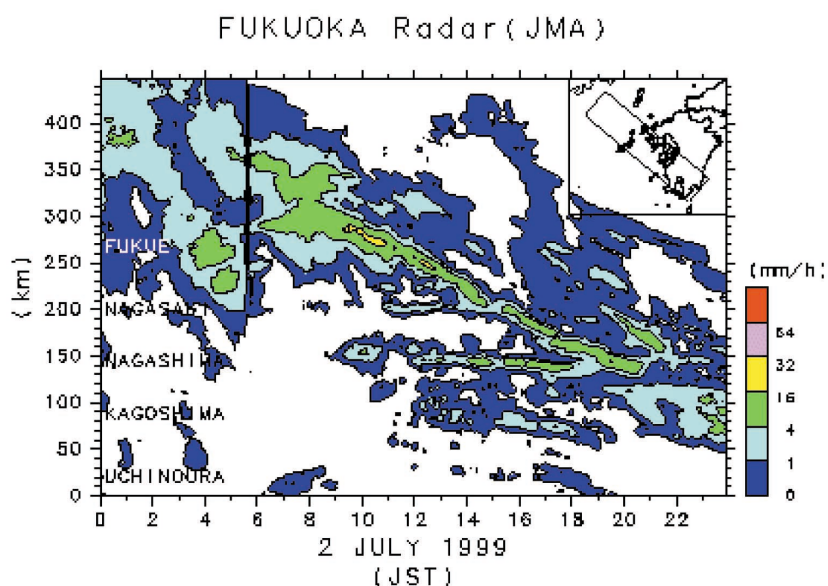 FUKUOKA Radar(JMA)
400
350
300
FUKUE
250
(km)
200
NAGASAKI
150
NAGASHIMA
100
KAGOSHIMA
50
UCHINOURA
0
0 2 4 6 8 10 12 14 16 18 20 22
2 JULY 1999
(JST)
(mm/h)
64
32
16
4
1
0